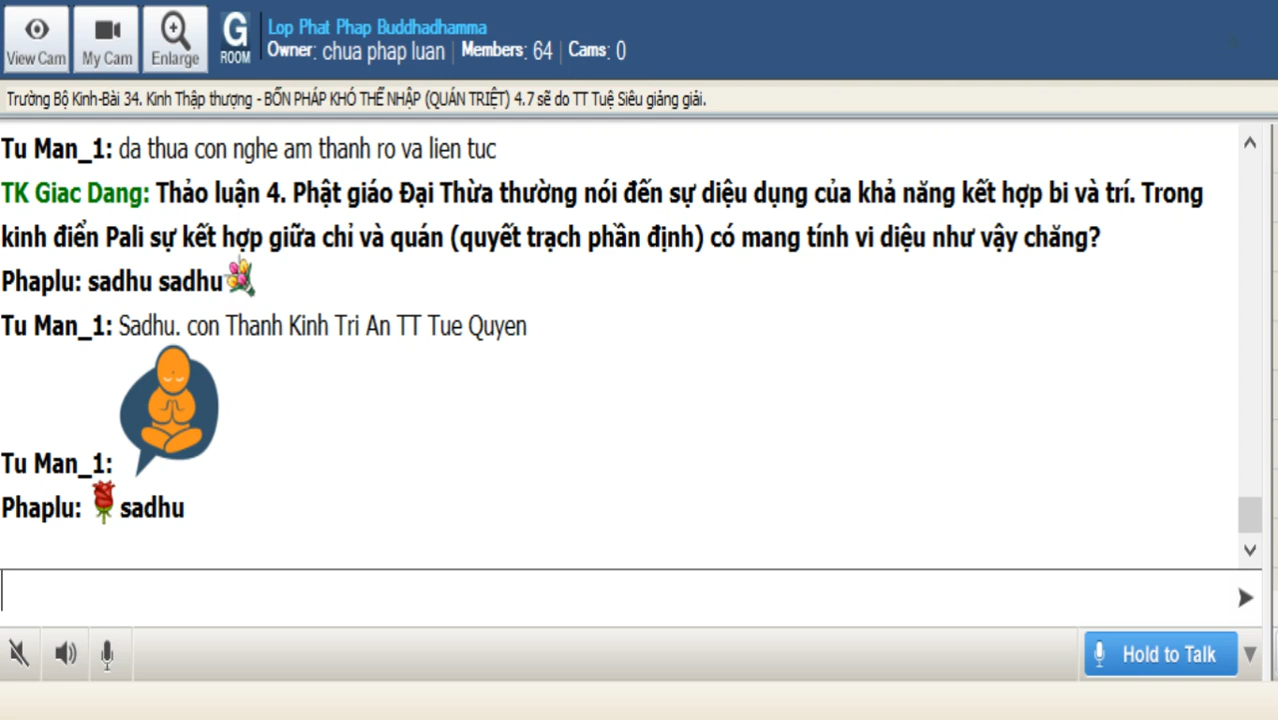 View Cam
My Cam
Enlarge
G
ROOM
Lop Phat Phap Buddhadhamma
Owner: chua phap luan | Members: 64 | Cams: 0
Trường Bộ Kinh-Bài 34. Kinh Thập thượng - BỐN PHÁP KHÓ THỂ NHẬP (QUÁN TRIỆT) 4.7 sẽ do TT Tuệ Siêu giảng giải.
Tu Man_1: da thua con nghe am thanh ro va lien tuc
TK Giac Dang: Thảo luận 4. Phật giáo Đại Thừa thường nói đến sự diệu dụng của khả năng kết hợp bi và trí. Trong
kinh điển Pali sự kết hợp giữa chỉ và quán (quyết trạch phần định) có mang tính vi diệu như vậy chăng?
Phaplu: sadhu sadhu
Tu Man_1: Sadhu. con Thanh Kinh Tri An TT Tue Quyen
Tu Man_1:
Phaplu: sadhu
Hold to Talk